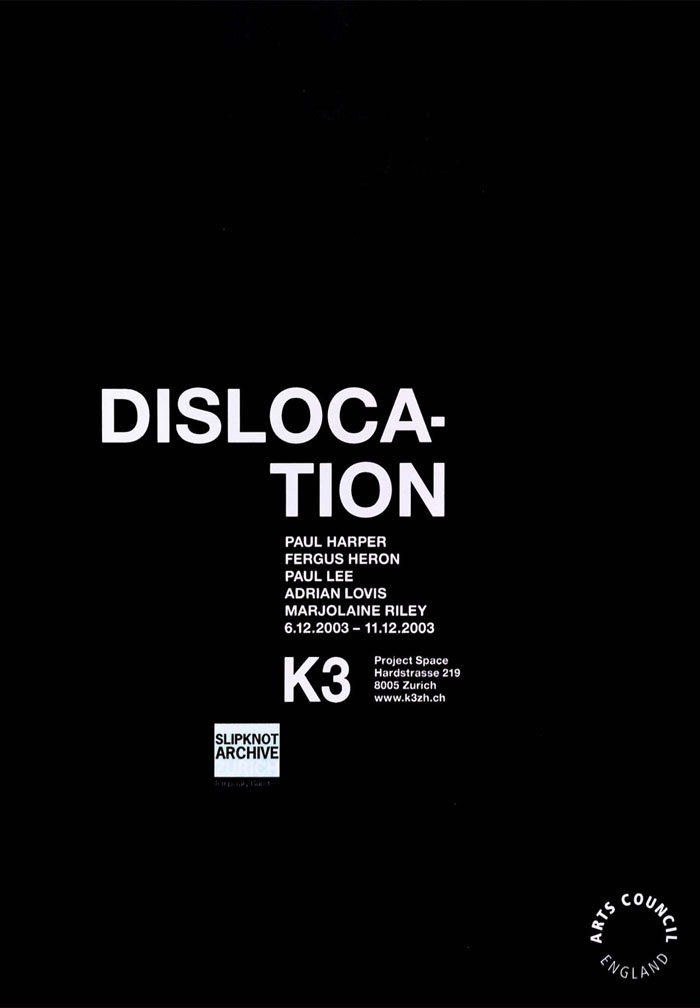 DISLOCA-
TION
PAUL HARPER
FERGUS HERON
PAUL LEE
ADRIAN LOVIS
MARJOLAINE RILEY
6.12.2003 – 11.12.2003
K3
Project Space
Hardstrasse 219
8005 Zurich
www.k3zh.ch
SLIPKNOT
ARCHIVE
ARTS COUNCIL
ENGLAND